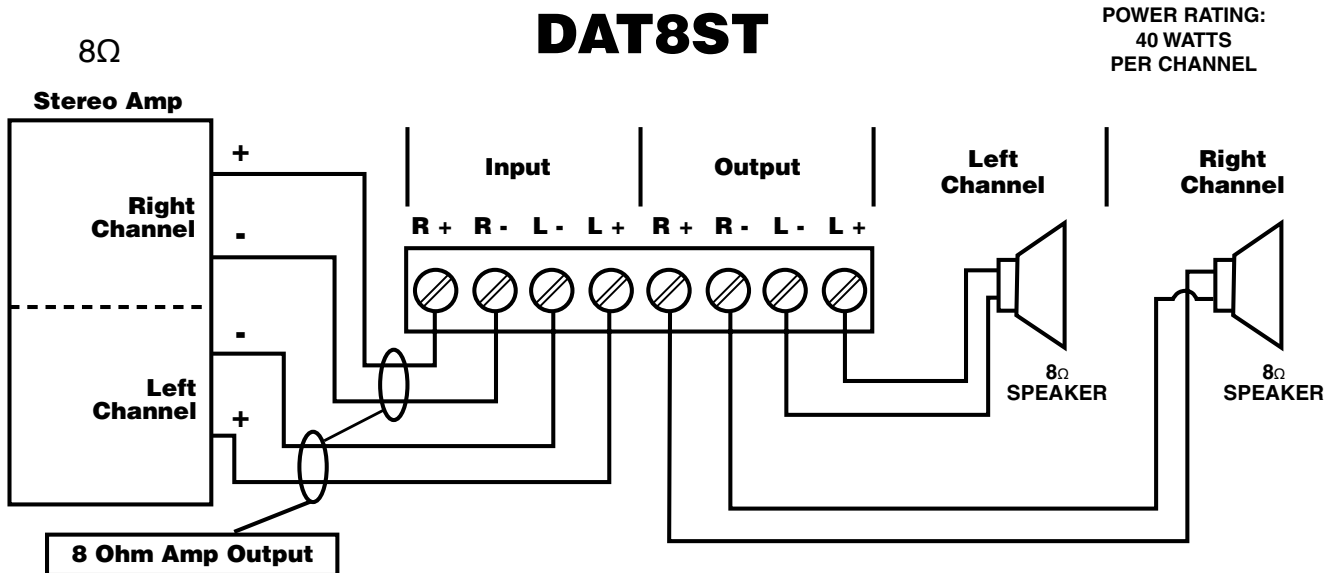 DAT8ST
POWER RATING:
40 WATTS
PER CHANNEL
8Ω
Stereo Amp
+
Right
Channel
-
-
Left
Channel
+
Input
Output
Left
Channel
Right
Channel
R + R - L - L + R + R - L - L +
8Ω
SPEAKER
8Ω
SPEAKER
8 Ohm Amp Output